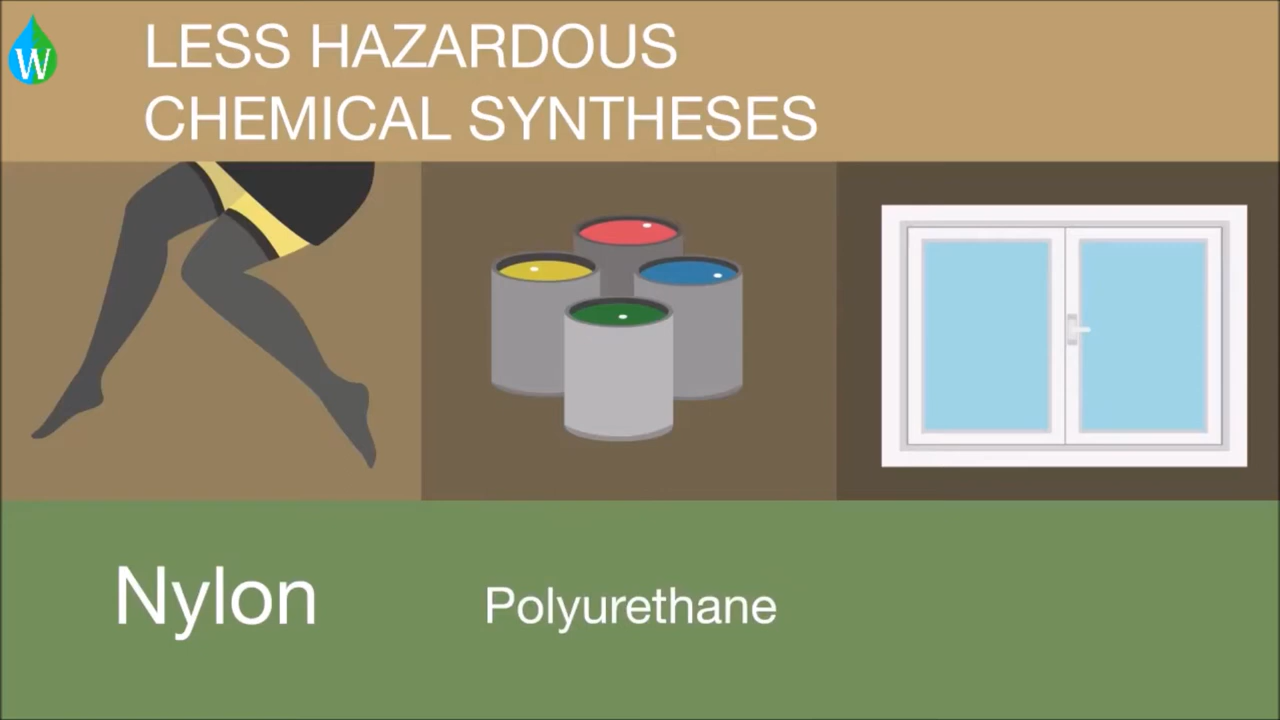 W
LESS HAZARDOUS
CHEMICAL SYNTHESES
Nylon
Polyurethane